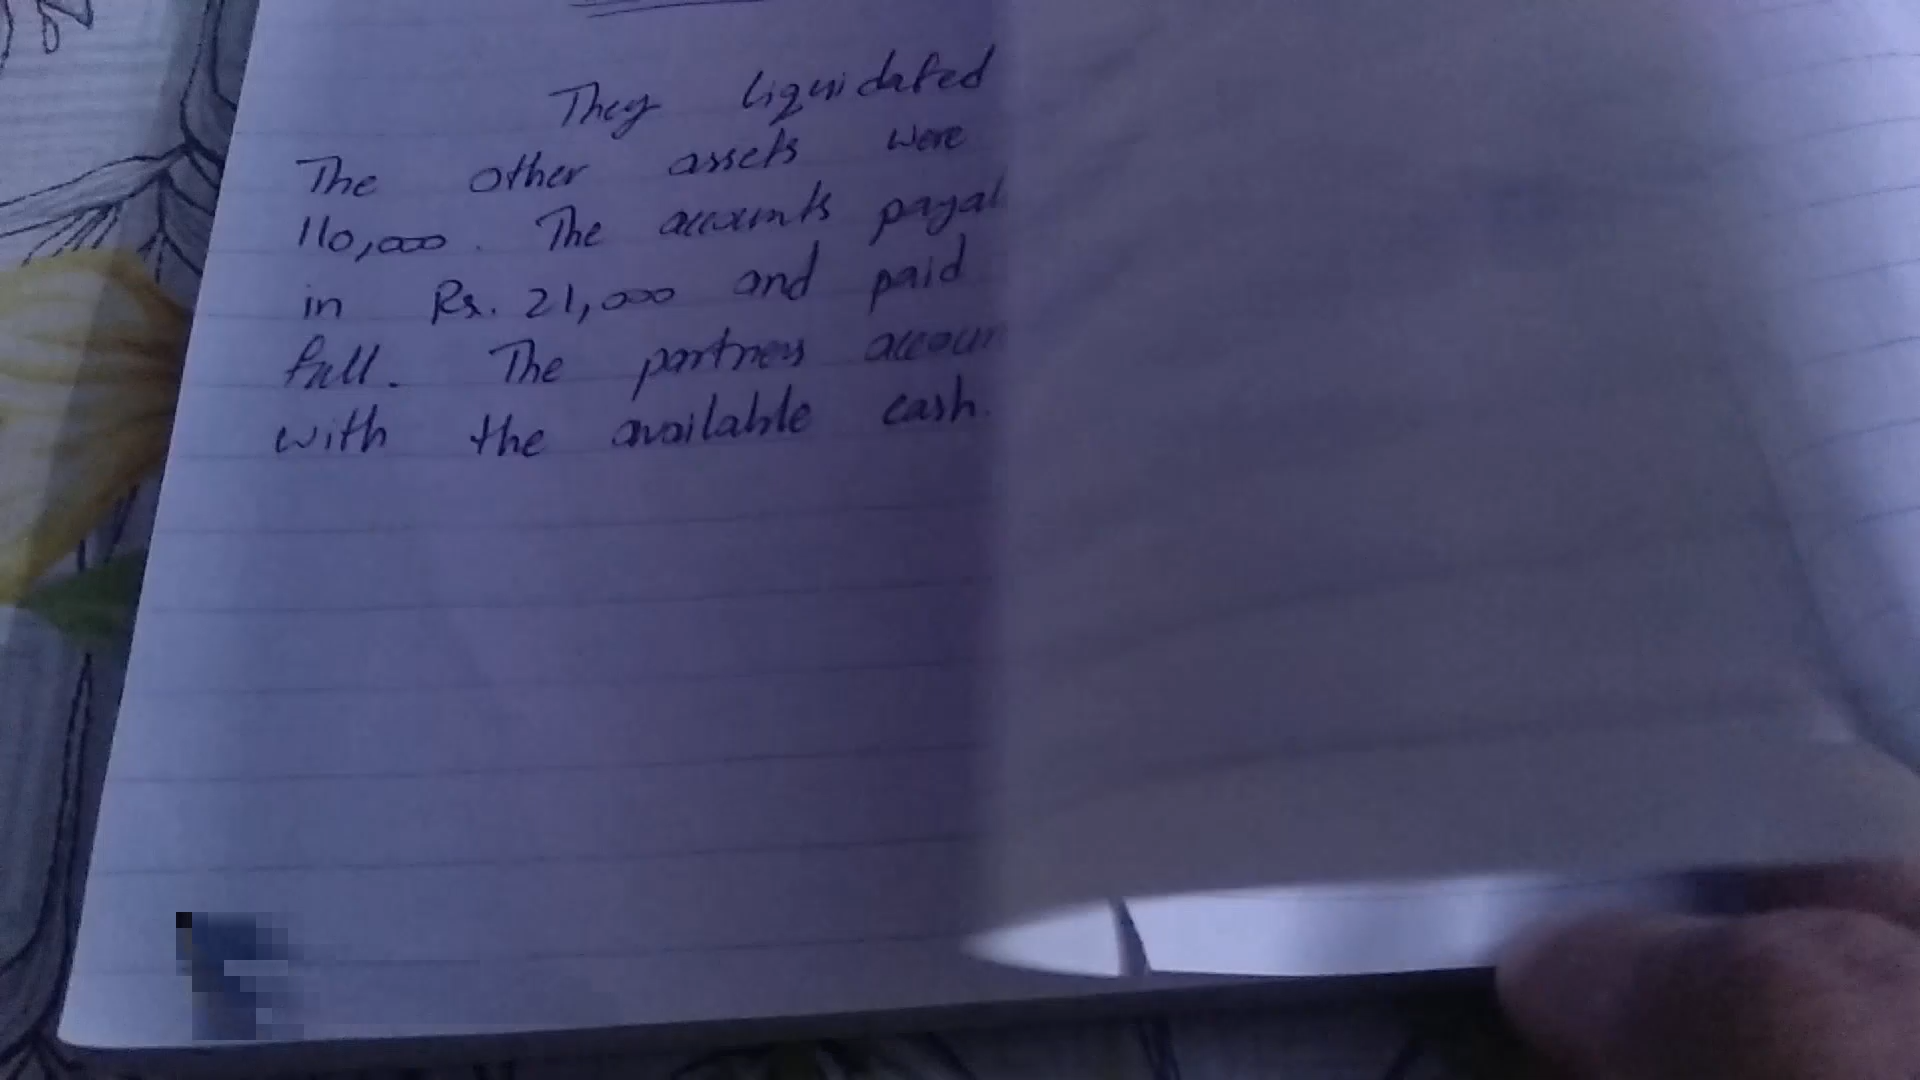 They liquidated
The other assets were
110,000. The accounts payab
in Rs. 21,000 and paid
full. The partners accoun
with the available cash.